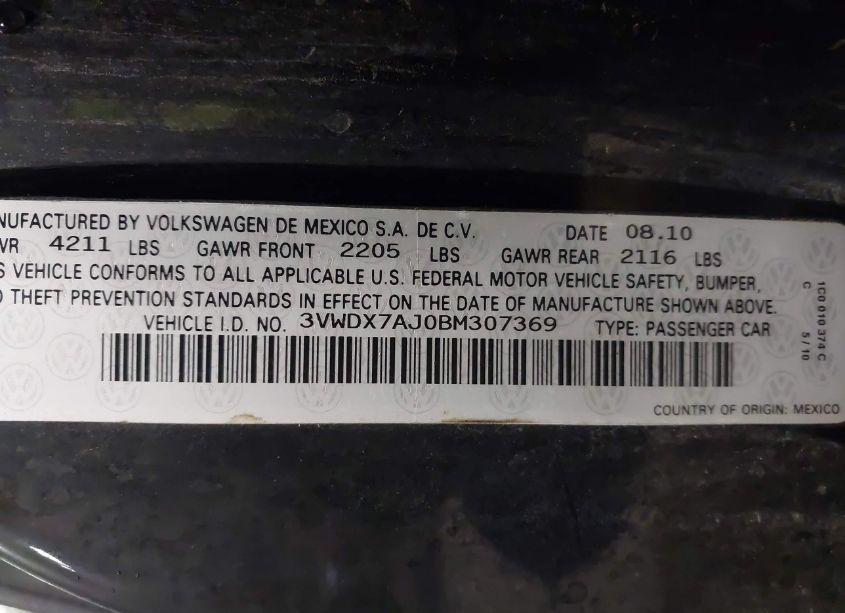 NUFACTURED BY VOLKSWAGEN DE MEXICO S.A. DE C.V. DATE 08.10
WR 4211 LBS GAWR FRONT 2205 LBS GAWR REAR 2116 LBS
S VEHICLE CONFORMS TO ALL APPLICABLE U.S. FEDERAL MOTOR VEHICLE SAFETY, BUMPER,
D THEFT PREVENTION STANDARDS IN EFFECT ON THE DATE OF MANUFACTURE SHOWN ABOVE.
VEHICLE I.D. NO. 3VWDX7AJ0BM307369 TYPE: PASSENGER CAR
COUNTRY OF ORIGIN: MEXICO
1C0 010 374 C
C 5/10